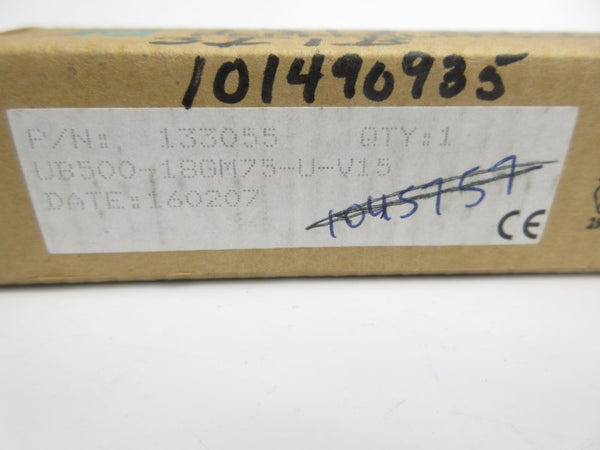 101490935
P/N: 133055 QTY:1
UB500-18GM75-U-V15
DATE:160207
1045757
CE